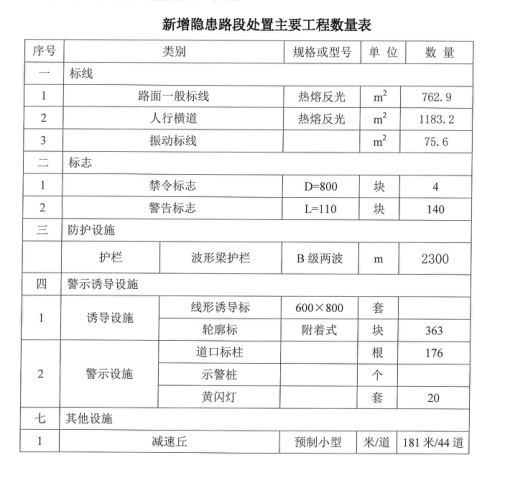 新增隐患路段处置主要工程数量表
序号 类别 规格或型号 单 位 数 量
一 标线
1 路面一般标线 热熔反光 m² 762.9
2 人行横道 热熔反光 m² 1183.2
3 振动标线 m² 75.6
二 标志
1 禁令标志 D=800 块 4
2 警告标志 L=110 块 140
三 防护设施
护栏 波形梁护栏 B 级两波 m 2300
四 警示诱导设施
1 诱导设施 线形诱导标 600×800 套
轮廓标 附着式 块 363
2 警示设施 道口标柱 根 176
示警桩 个
黄闪灯 套 20
七 其他设施
1 减速丘 预制小型 米/道 181 米/44 道